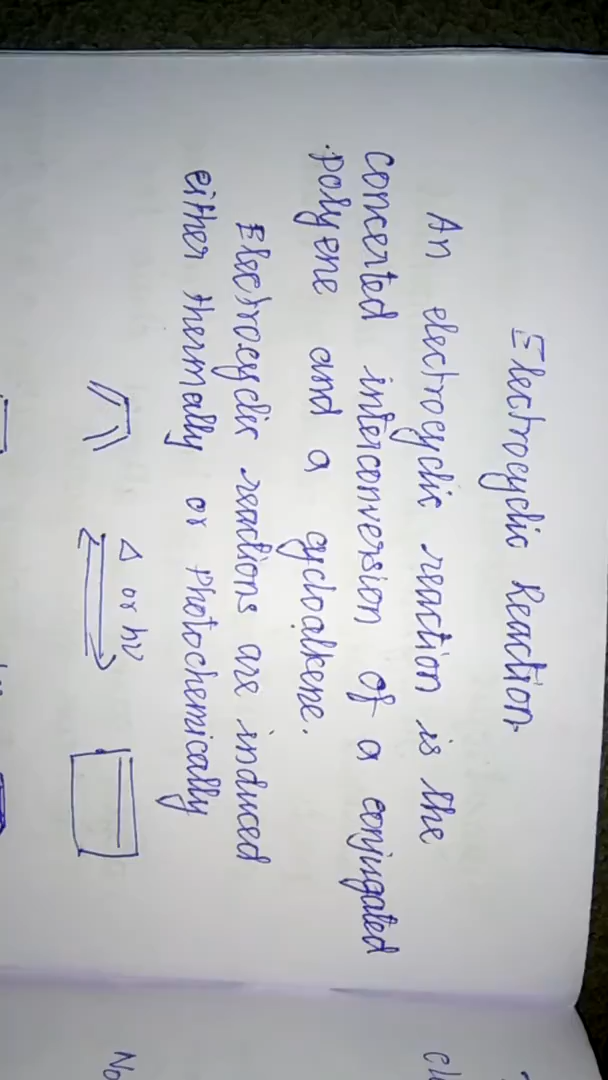 Electrocyclic Reaction
An electrocyclic reaction is the
concerted interconversion of a conjugated
polyene and a cycloalkene.
Electrocyclic reactions are induced
either thermally or Photochemically
Δ or hν
No